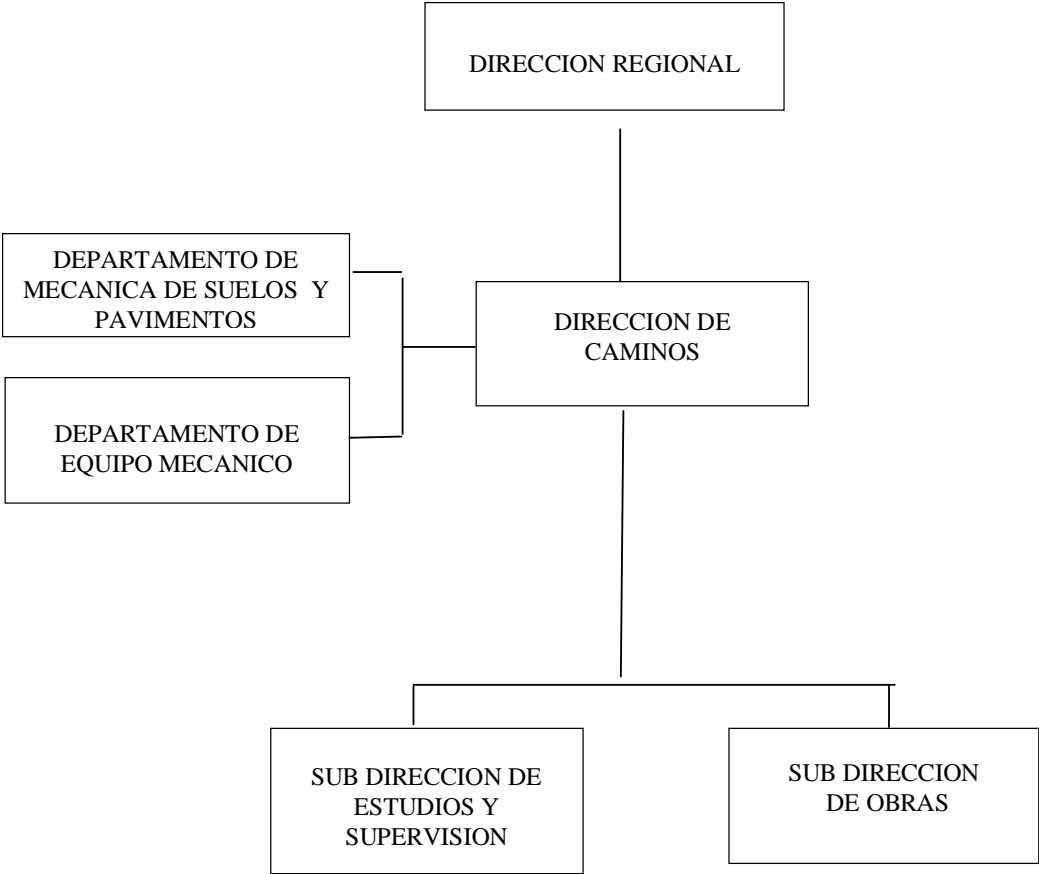 DIRECCION REGIONAL
DEPARTAMENTO DE
MECANICA DE SUELOS Y
PAVIMENTOS
DIRECCION DE
CAMINOS
DEPARTAMENTO DE
EQUIPO MECANICO
SUB DIRECCION DE
ESTUDIOS Y
SUPERVISION
SUB DIRECCION
DE OBRAS